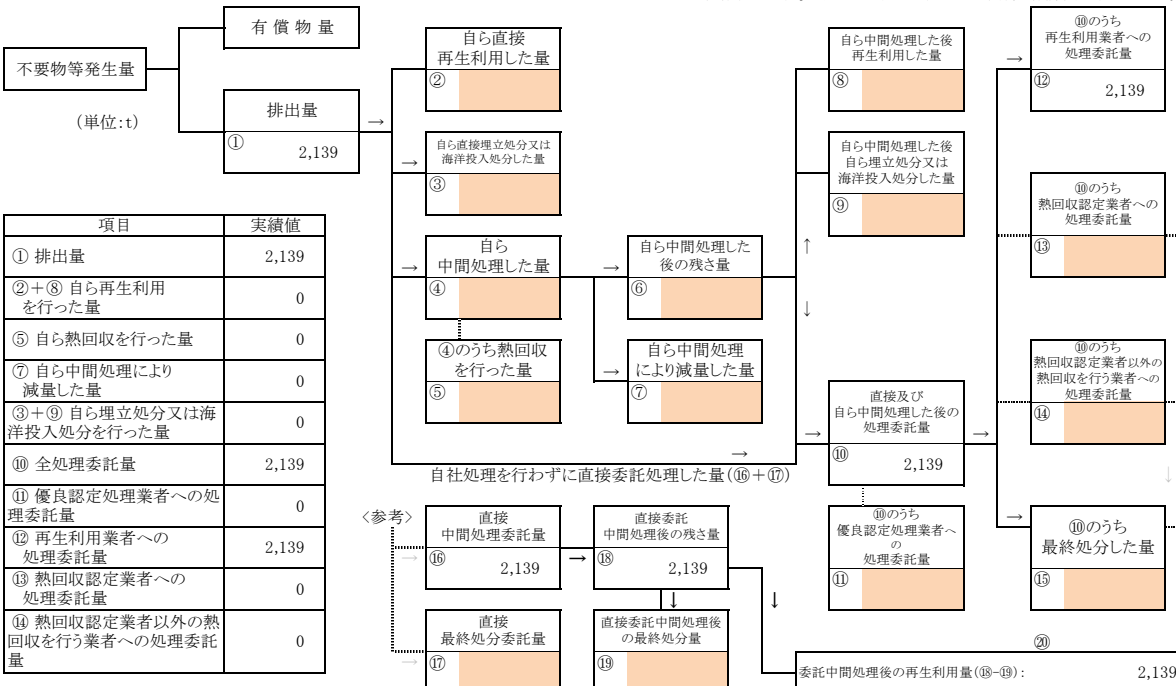 有償物量
不要物等発生量
(単位:t)
排出量
①
2,139
→
自ら直接
再生利用した量
②
→
自ら直接埋立処分又は
海洋投入処分した量
③
→
自ら
中間処理した量
④
④のうち熱回収
を行った量
⑤
→
自ら中間処理した
後の残さ量
⑥
→
自ら中間処理
により減量した量
⑦
自ら中間処理した後
再生利用した量
⑧
自ら中間処理した後
自ら埋立処分又は
海洋投入処分した量
⑨
↑
↓
→
直接及び
自ら中間処理した後の
処理委託量
⑩
2,139
→
⑩のうち
優良認定処理業者へ
の
処理委託量
⑪
→
⑩のうち
再生利用業者への
処理委託量
⑫
2,139
⑩のうち
熱回収認定業者への
処理委託量
⑬
⑩のうち
熱回収認定業者以外の
熱回収を行う業者への
処理委託量
⑭
↓
→
⑩のうち
最終処分した量
⑮
→
自社処理を行わずに直接委託処理した量(⑯+⑰)
項目 実績値
① 排出量 2,139
②+⑧ 自ら再生利用
を行った量 0
⑤ 自ら熱回収を行った量 0
⑦ 自ら中間処理により
減量した量 0
③+⑨ 自ら埋立処分又は海
洋投入処分を行った量 0
⑩ 全処理委託量 2,139
⑪ 優良認定処理業者への処
理委託量 0
⑫ 再生利用業者への
処理委託量 2,139
⑬ 熱回収認定業者への
処理委託量 0
⑭ 熱回収認定業者以外の熱
回収を行う業者への処理委託
量 0
〈参考〉
→
直接
中間処理委託量
⑯
2,139
→
直接委託
中間処理後の残さ量
⑱
2,139
↓
↓
→
直接
最終処分委託量
⑰
直接委託中間処理後
の最終処分量
⑲
⑳
委託中間処理後の再生利用量(⑱-⑲): 2,139